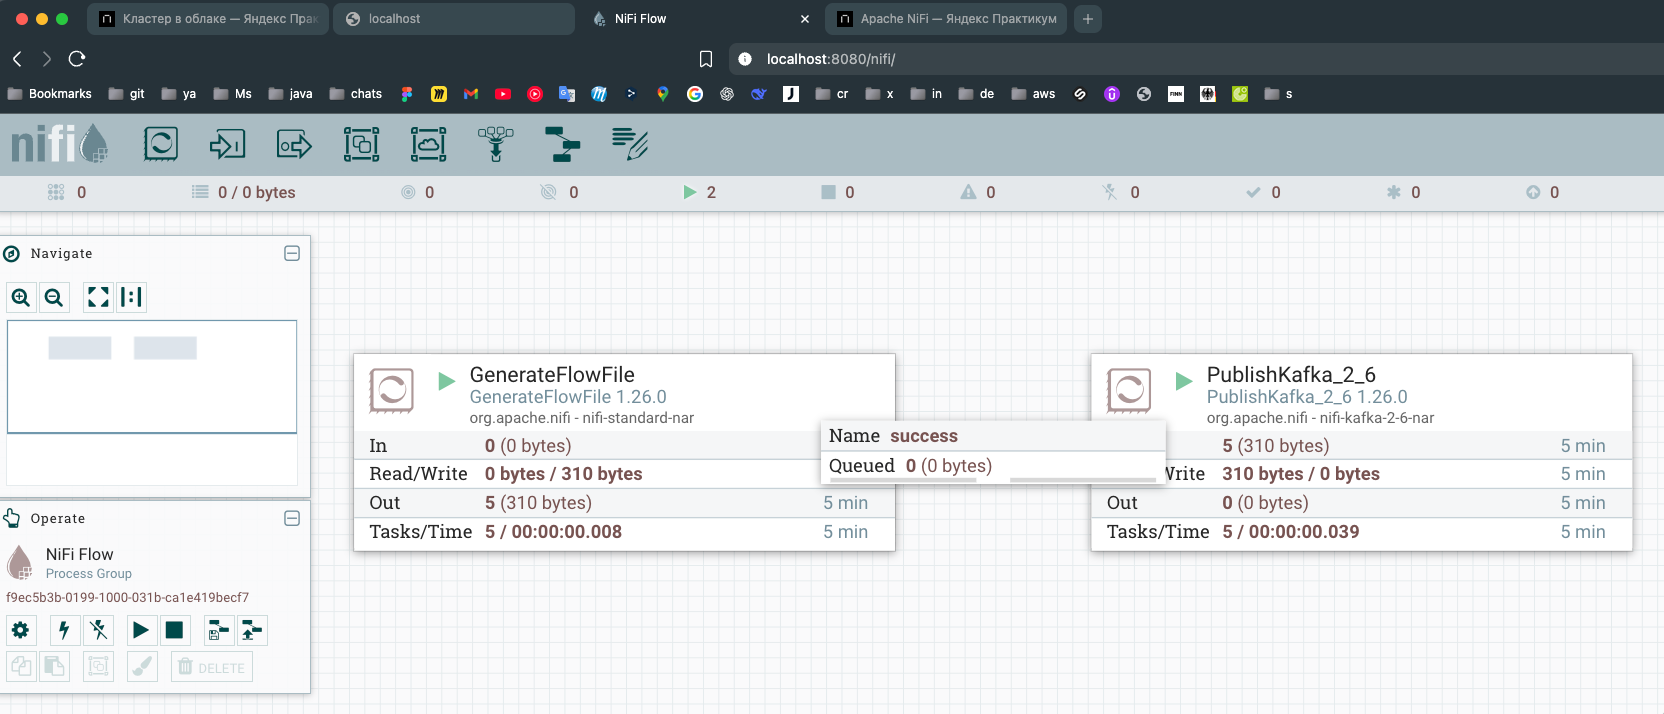 Кластер в облаке — Яндекс Прак
localhost
NiFi Flow
Apache NiFi — Яндекс Практикум
localhost:8080/nifi/
Bookmarks git ya Ms java chats cr x in de aws s
nifi
0 0 / 0 bytes 0 0 2 0 0 0 0 0 0
Navigate
Operate
NiFi Flow
Process Group
f9ec5b3b-0199-1000-031b-ca1e419becf7
DELETE
GenerateFlowFile
GenerateFlowFile 1.26.0
org.apache.nifi - nifi-standard-nar
In 0 (0 bytes)
Read/Write 0 bytes / 310 bytes
Out 5 (310 bytes) 5 min
Tasks/Time 5 / 00:00:00.008 5 min
Name success
Queued 0 (0 bytes)
PublishKafka_2_6
PublishKafka_2_6 1.26.0
org.apache.nifi - nifi-kafka-2-6-nar
5 (310 bytes) 5 min
Write 310 bytes / 0 bytes 5 min
Out 0 (0 bytes) 5 min
Tasks/Time 5 / 00:00:00.039 5 min